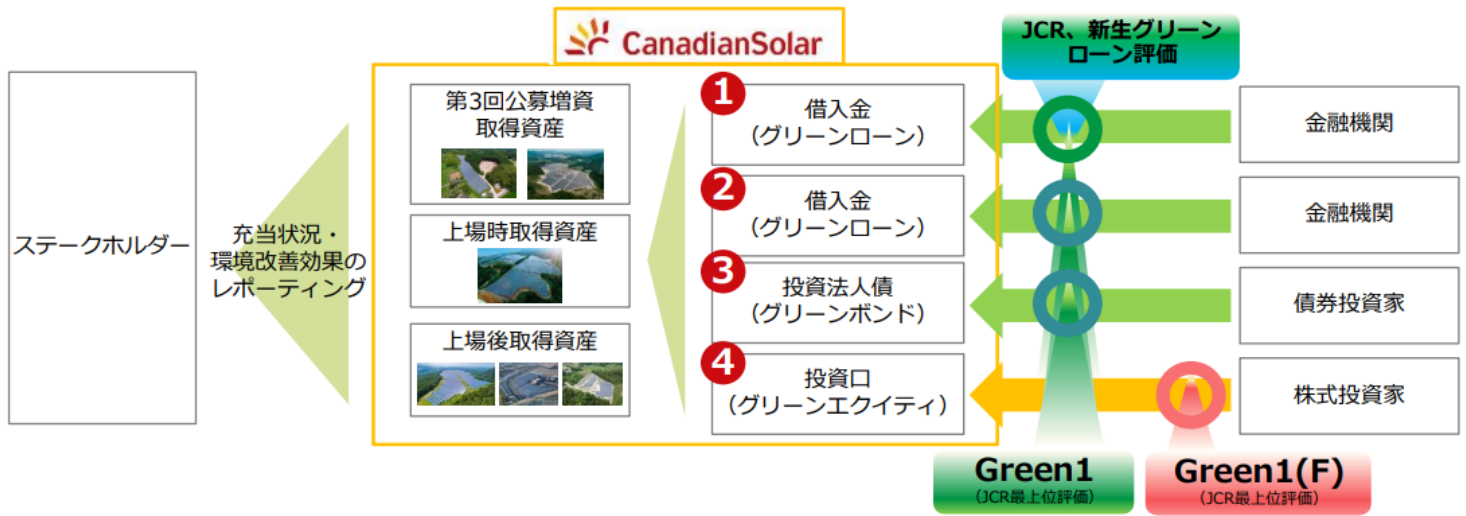 CanadianSolar
JCR、新生グリーン
ローン評価
ステークホルダー
充当状況・
環境改善効果の
レポーティング
第3回公募増資
取得資産
上場時取得資産
上場後取得資産
1
借入金
（グリーンローン）
金融機関
2
借入金
（グリーンローン）
金融機関
3
投資法人債
（グリーンボンド）
債券投資家
4
投資口
（グリーンエクイティ）
株式投資家
Green1
（JCR最上位評価）
Green1(F)
（JCR最上位評価）